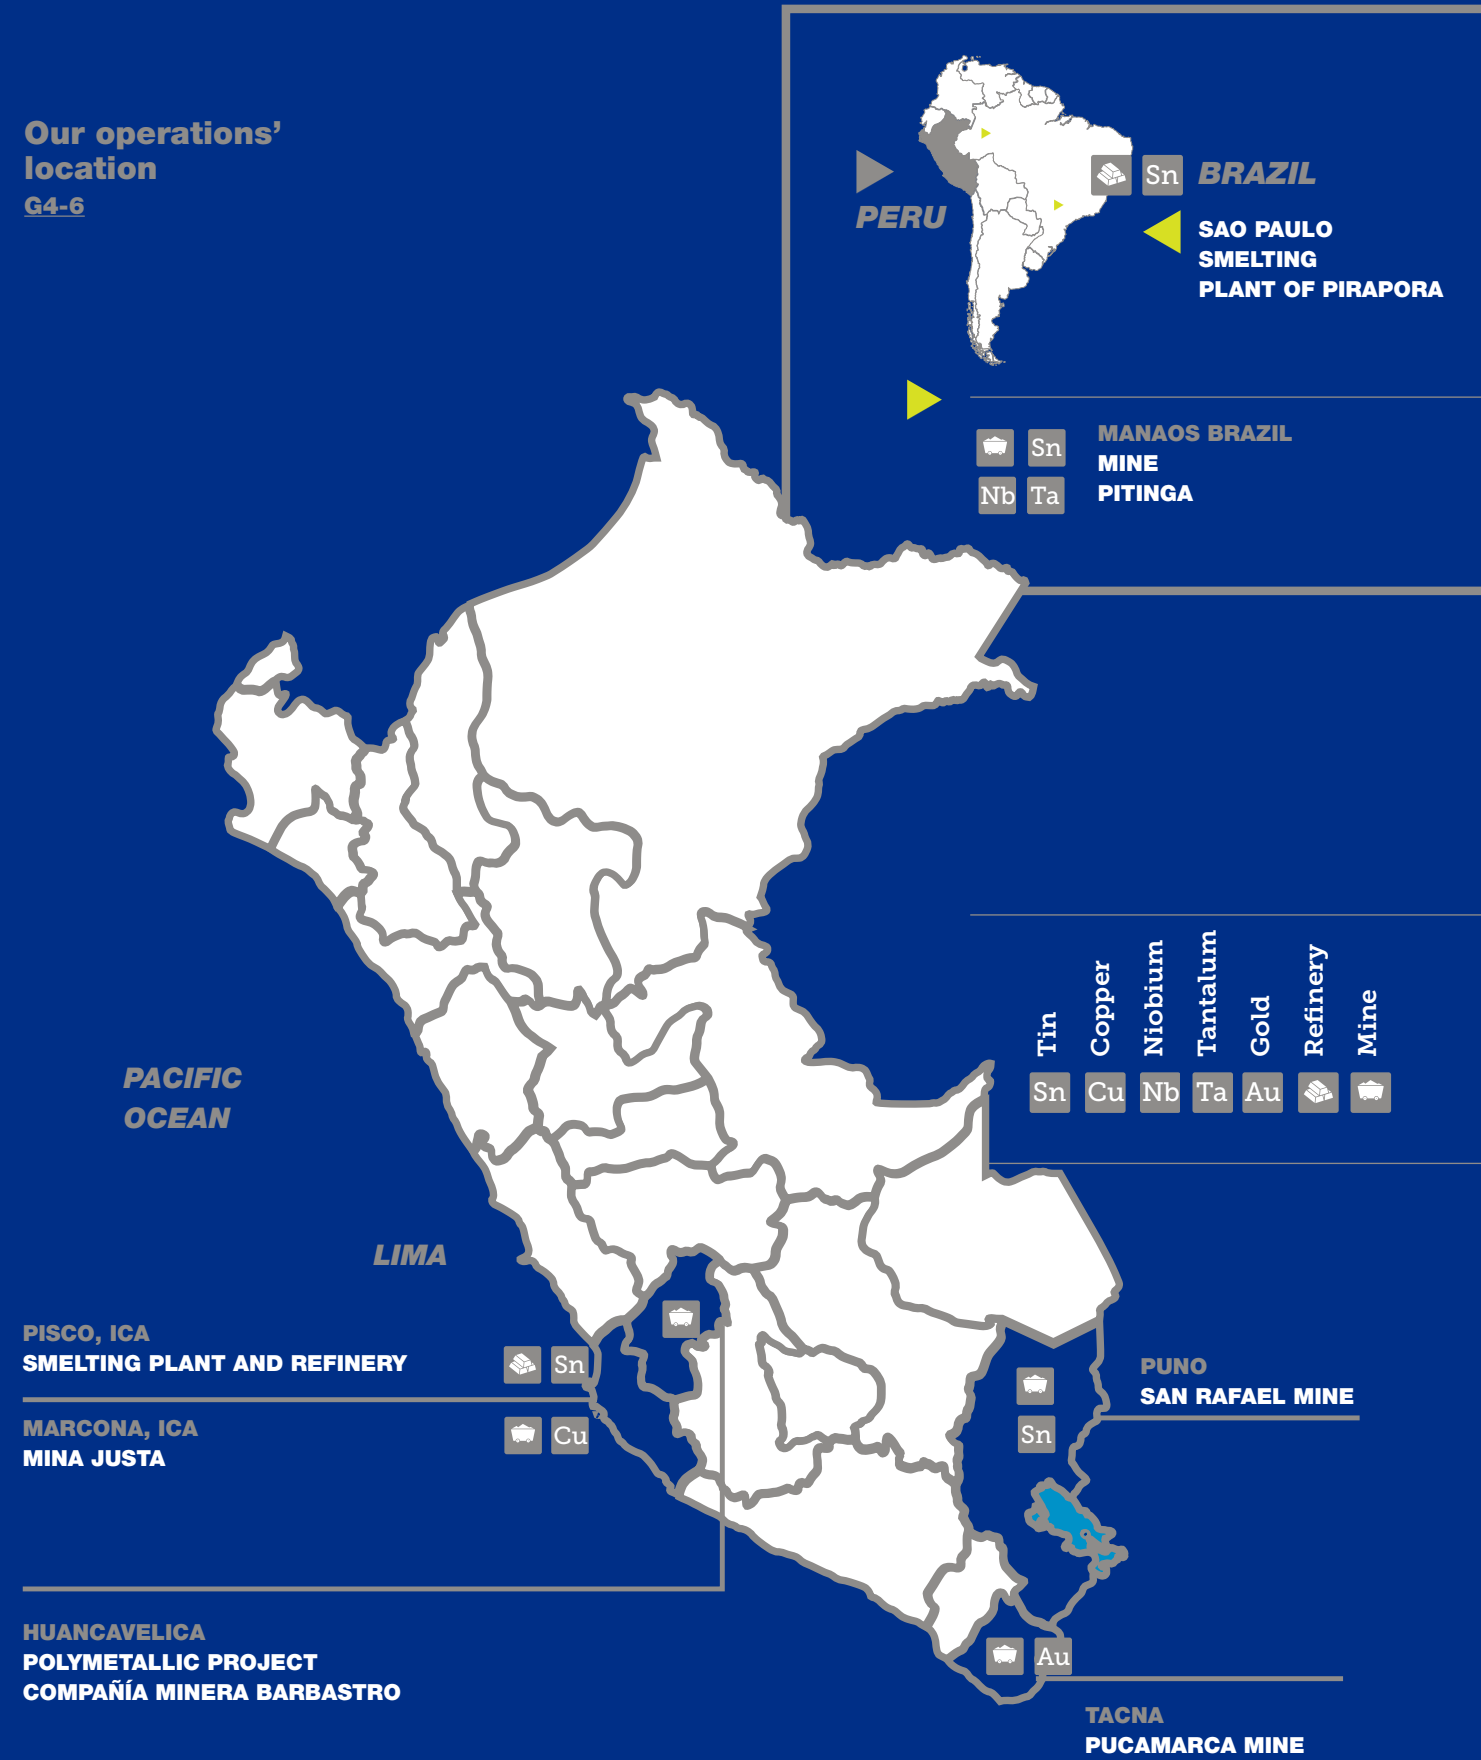 Our operations'
location
G4-6
PERU
Sn
BRAZIL
SAO PAULO
SMELTING
PLANT OF PIRAPORA
Sn
Nb Ta
MANAOS BRAZIL
MINE
PITINGA
Tin
Copper
Niobium
Tantalum
Gold
Refinery
Mine
Sn Cu Nb Ta Au
PACIFIC
OCEAN
LIMA
PISCO, ICA
SMELTING PLANT AND REFINERY
Sn
MARCONA, ICA
MINA JUSTA
Cu
PUNO
SAN RAFAEL MINE
Sn
HUANCAVELICA
POLYMETALLIC PROJECT
COMPAÑÍA MINERA BARBASTRO
Au
TACNA
PUCAMARCA MINE